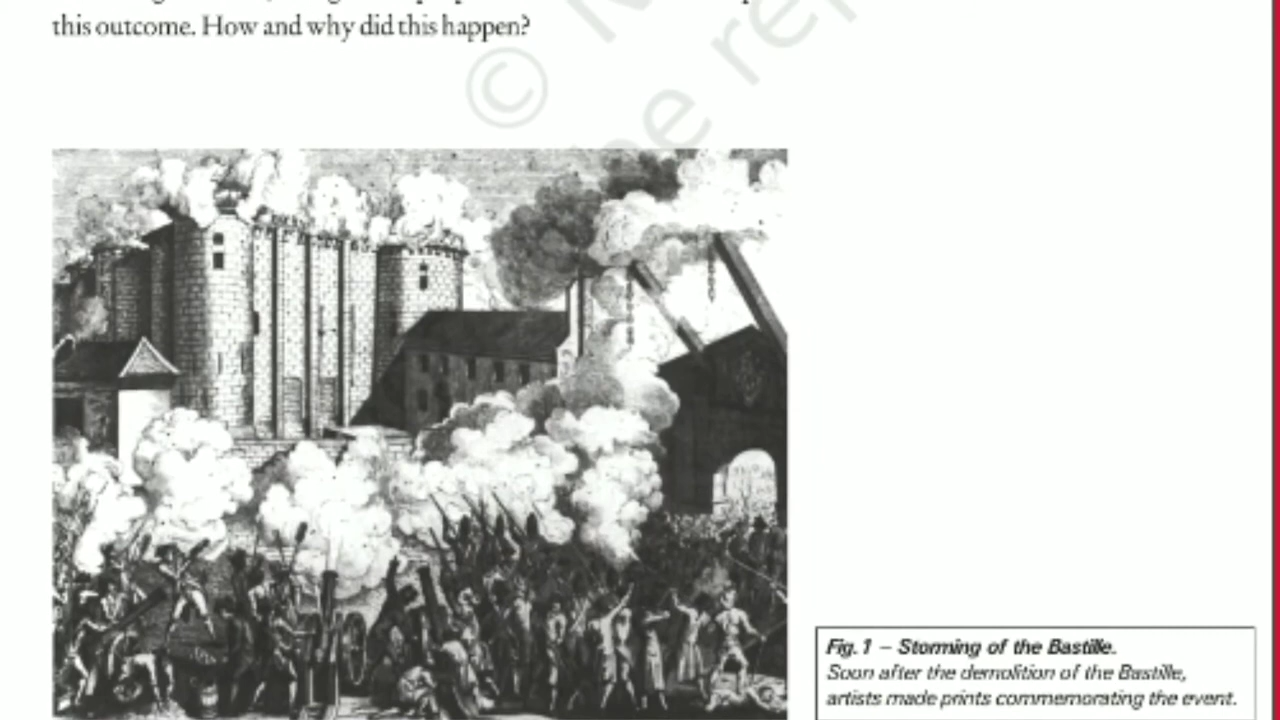 this outcome. How and why did this happen?
©
Fig. 1 – Storming of the Bastille.
Soon after the demolition of the Bastille,
artists made prints commemorating the event.